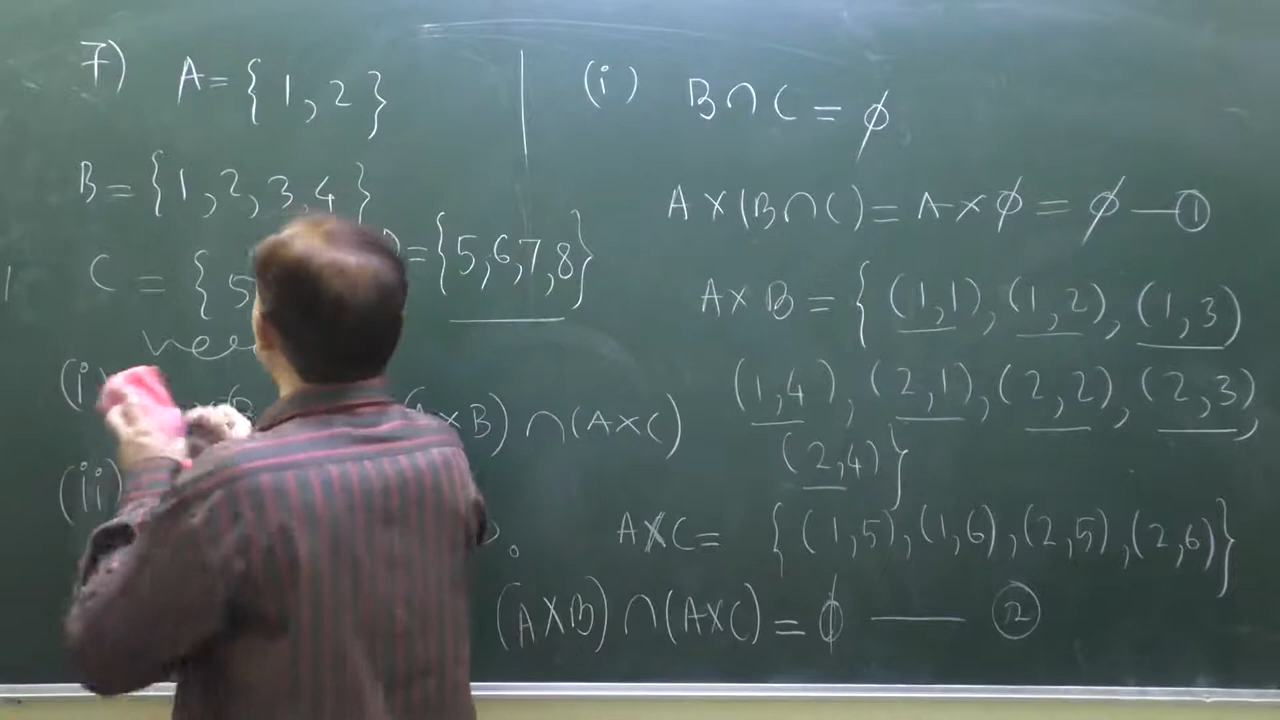 7) A = {1, 2}
B = {1, 2, 3, 4}
C = {5
D = {5, 6, 7, 8}
(i) (A × B) ∩ (A × C)
(ii)
(i) B ∩ C = ϕ
A × (B ∩ C) = A × ϕ = ϕ — ①
A × B = { (1,1), (1,2), (1,3)
(1,4), (2,1), (2,2), (2,3),
(2,4) }
A × C = { (1,5), (1,6), (2,5), (2,6) }
(A × B) ∩ (A × C) = ϕ — ②